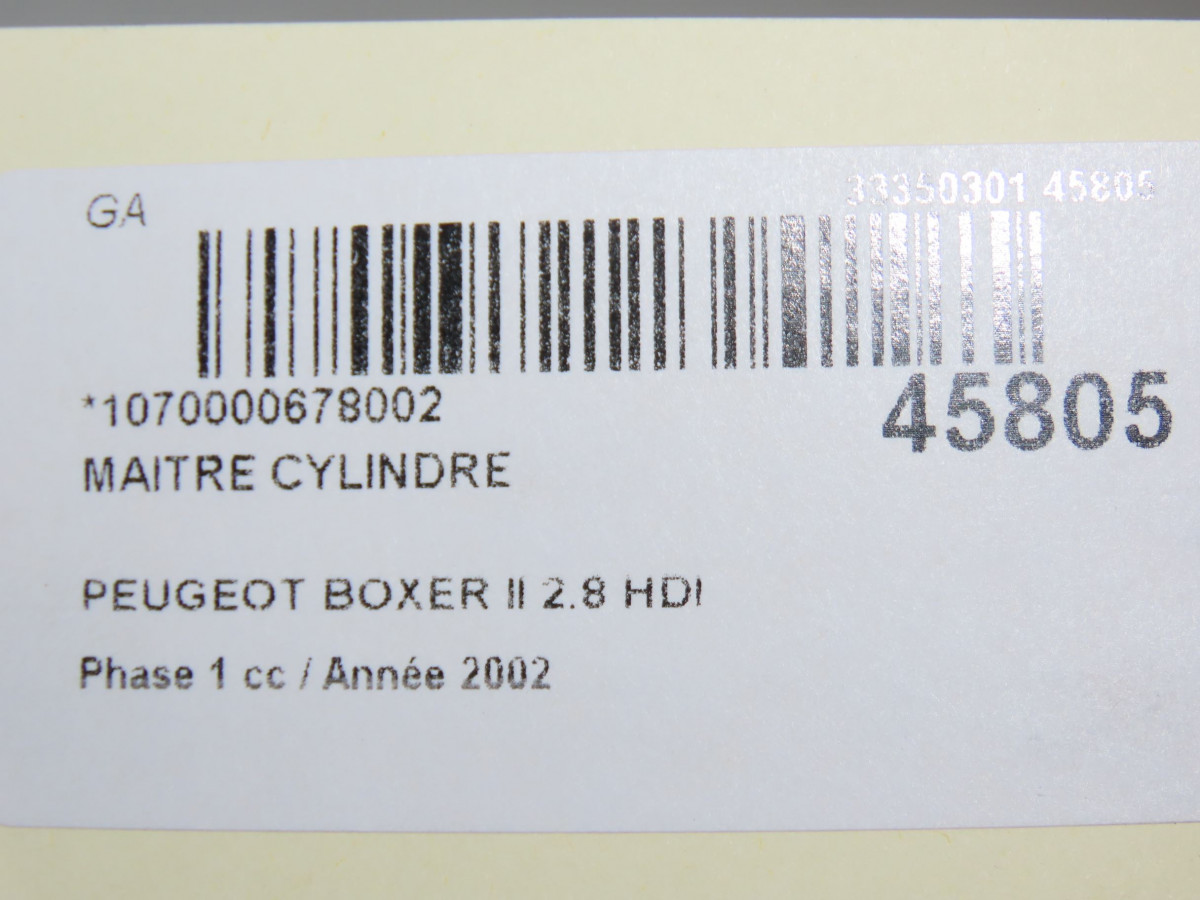 GA
33350301 45805
*1070000678002
45805
MAITRE CYLINDRE
PEUGEOT BOXER II 2.8 HDI
Phase 1 cc / Année 2002